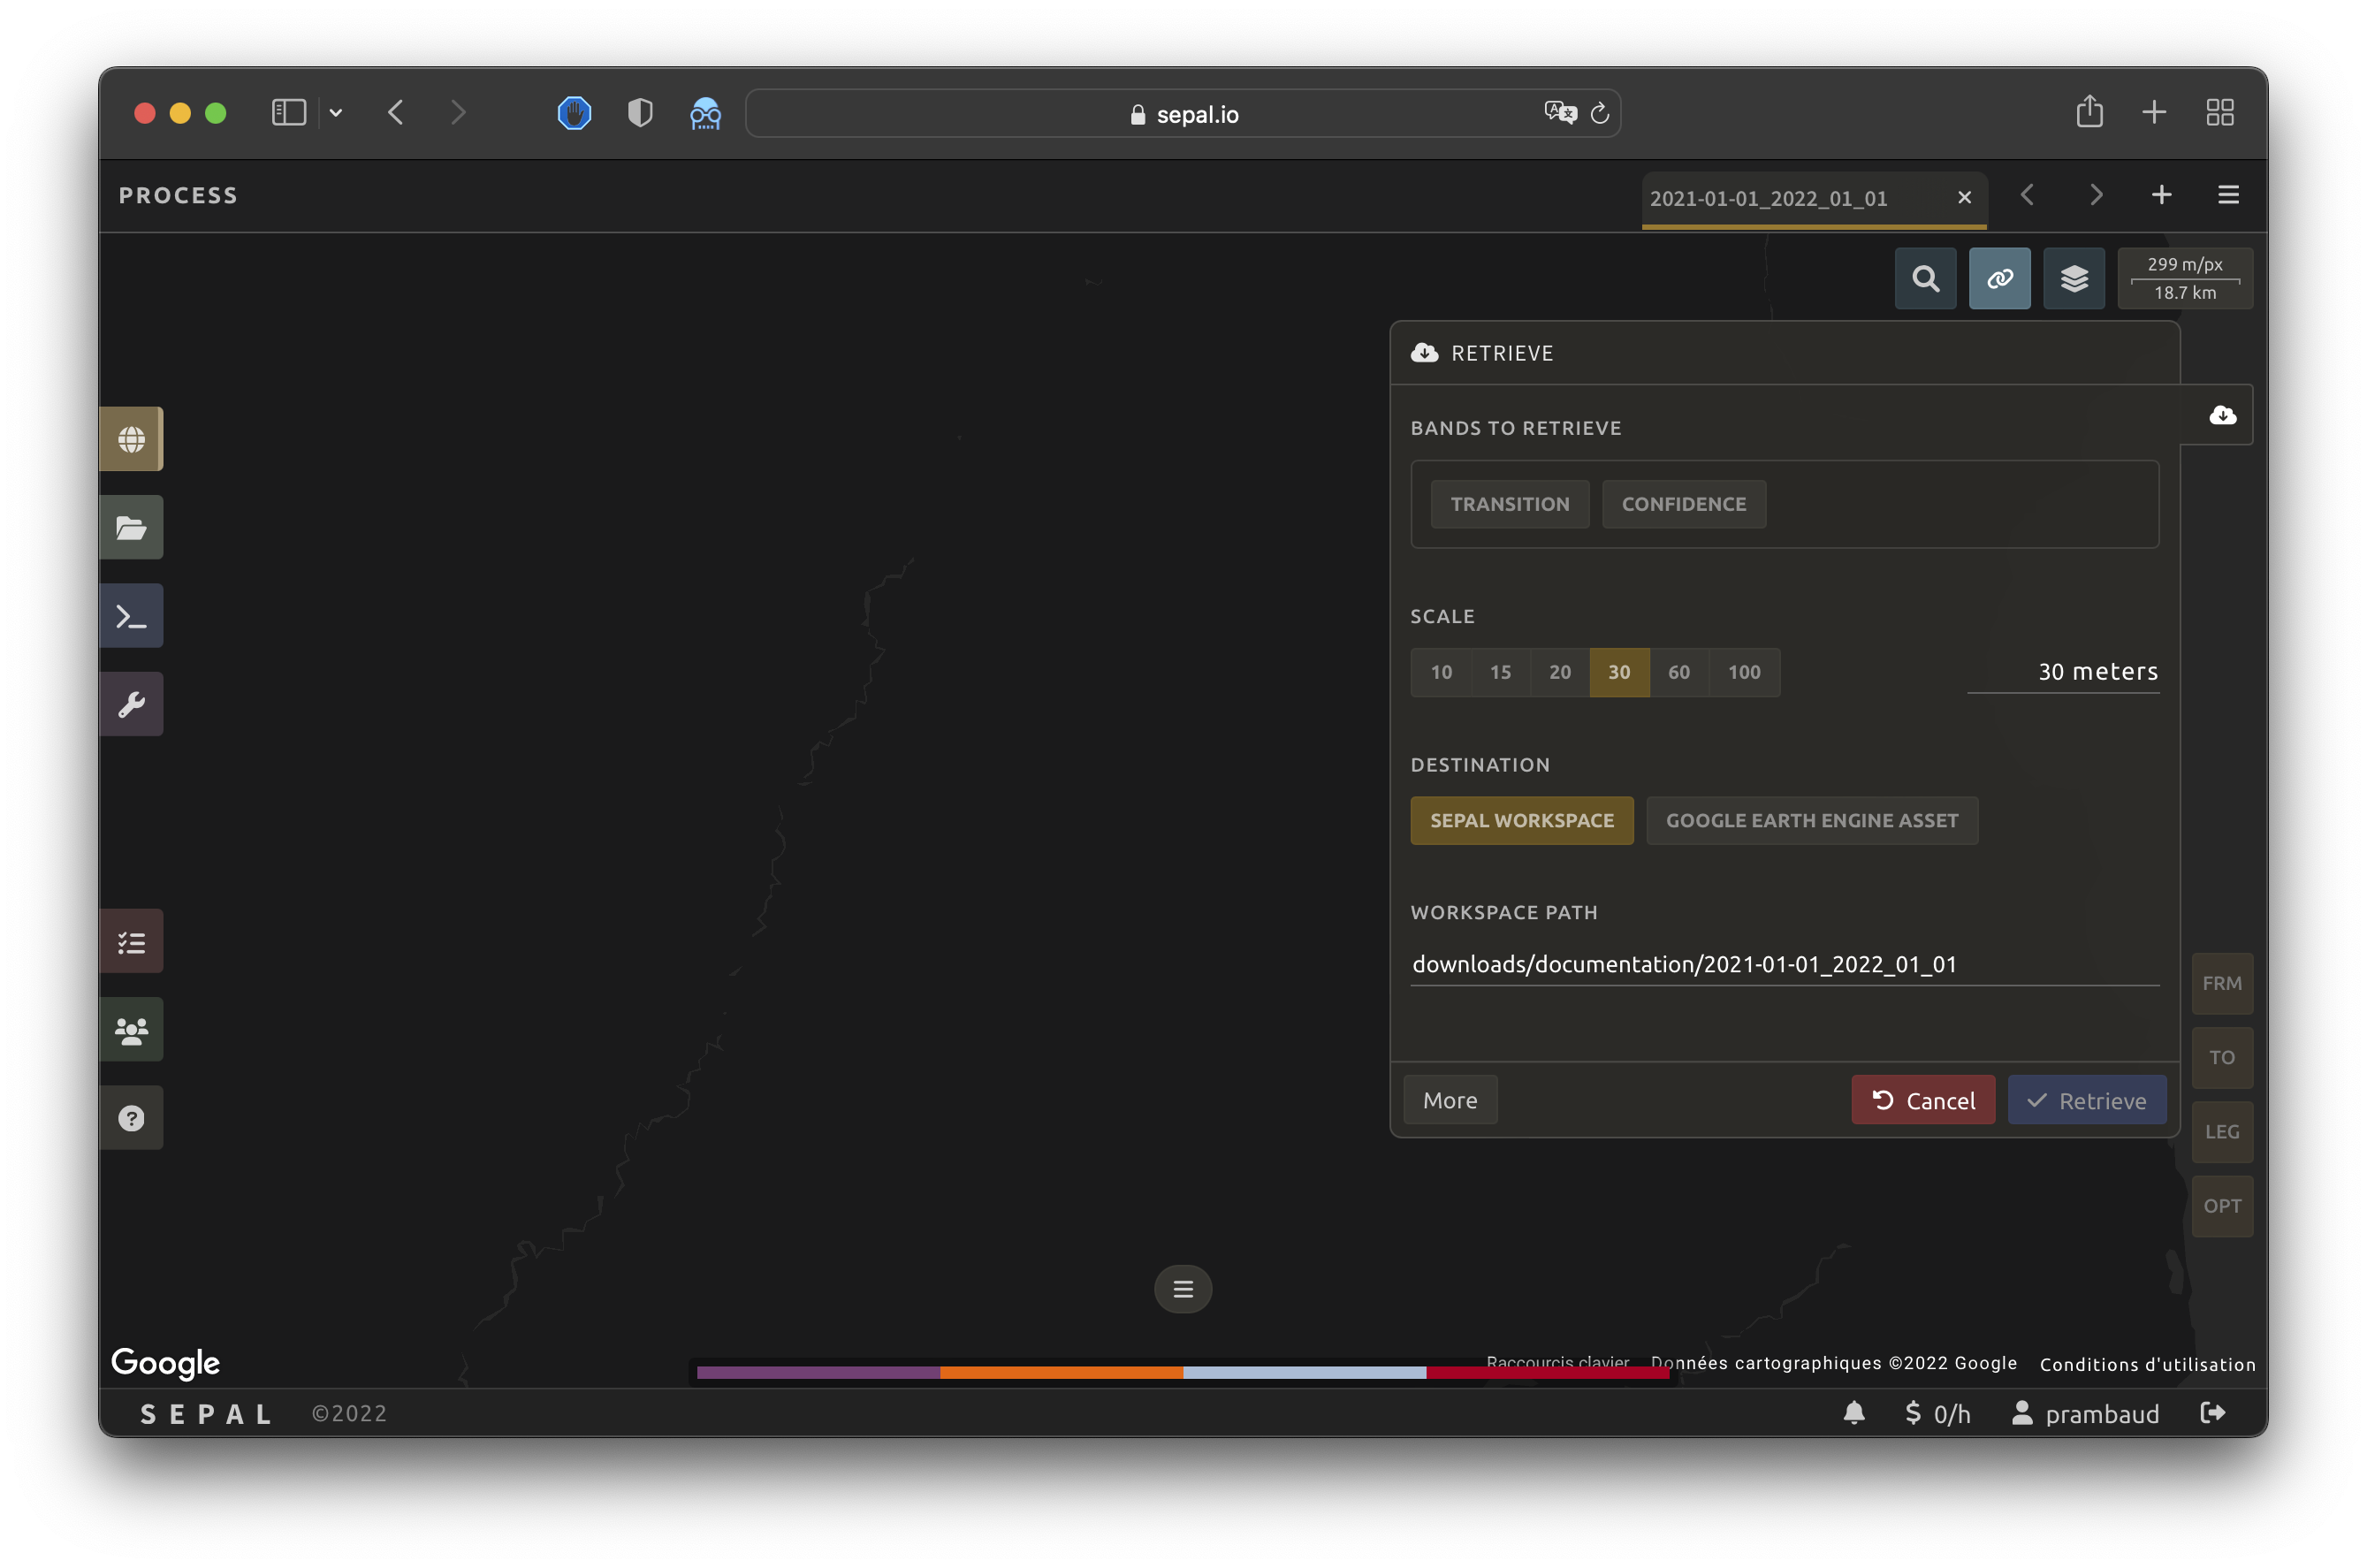 sepal.io
PROCESS
2021-01-01_2022_01_01
299 m/px
18.7 km
RETRIEVE
BANDS TO RETRIEVE
TRANSITION CONFIDENCE
SCALE
10 15 20 30 60 100 30 meters
DESTINATION
SEPAL WORKSPACE GOOGLE EARTH ENGINE ASSET
WORKSPACE PATH
downloads/documentation/2021-01-01_2022_01_01
More Cancel Retrieve
FRM
TO
LEG
OPT
Google
Raccourcis clavier Données cartographiques ©2022 Google Conditions d'utilisation
SEPAL ©2022 $ 0/h prambaud